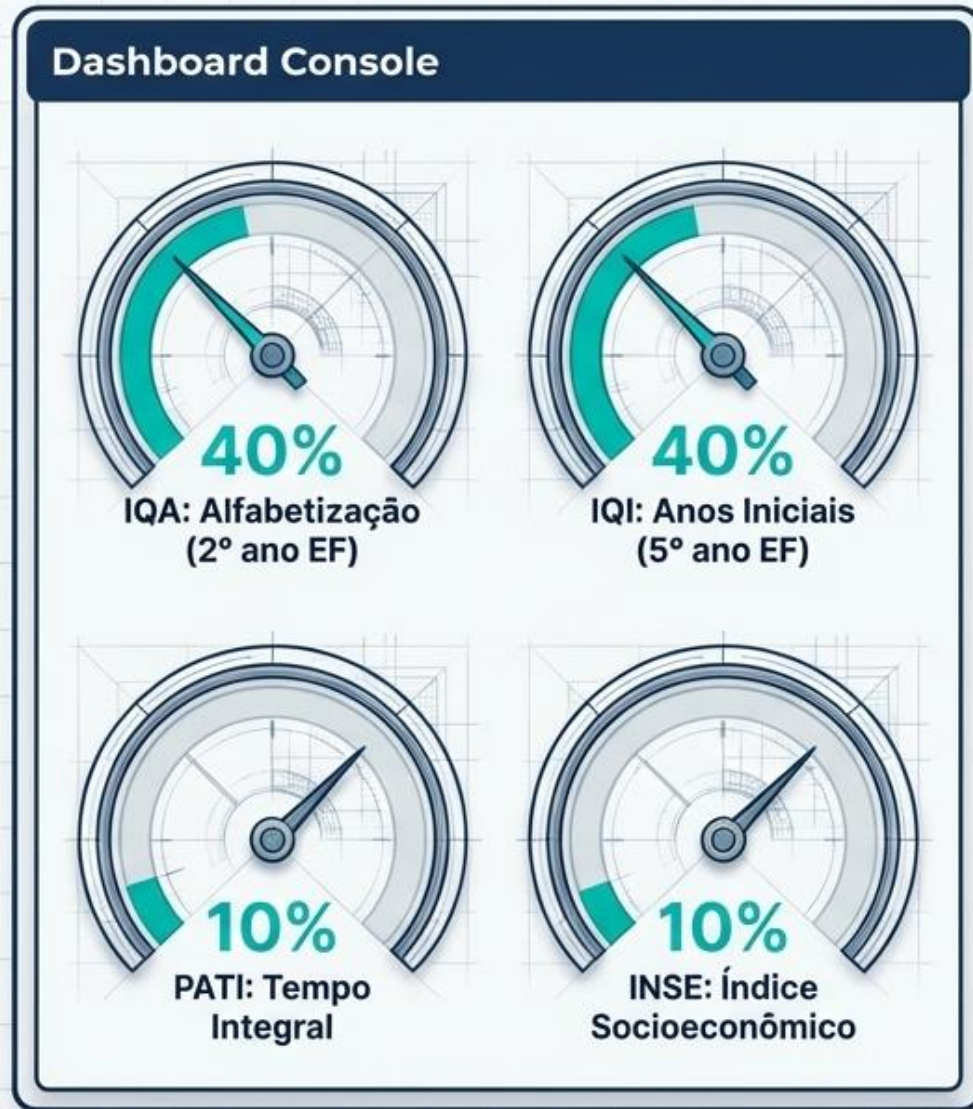 Dashboard Console
40%
IQA: Alfabetização
(2º ano EF)
40%
IQI: Anos Iniciais
(5º ano EF)
10%
PATI: Tempo
Integral
10%
INSE: Índice
Socioeconômico